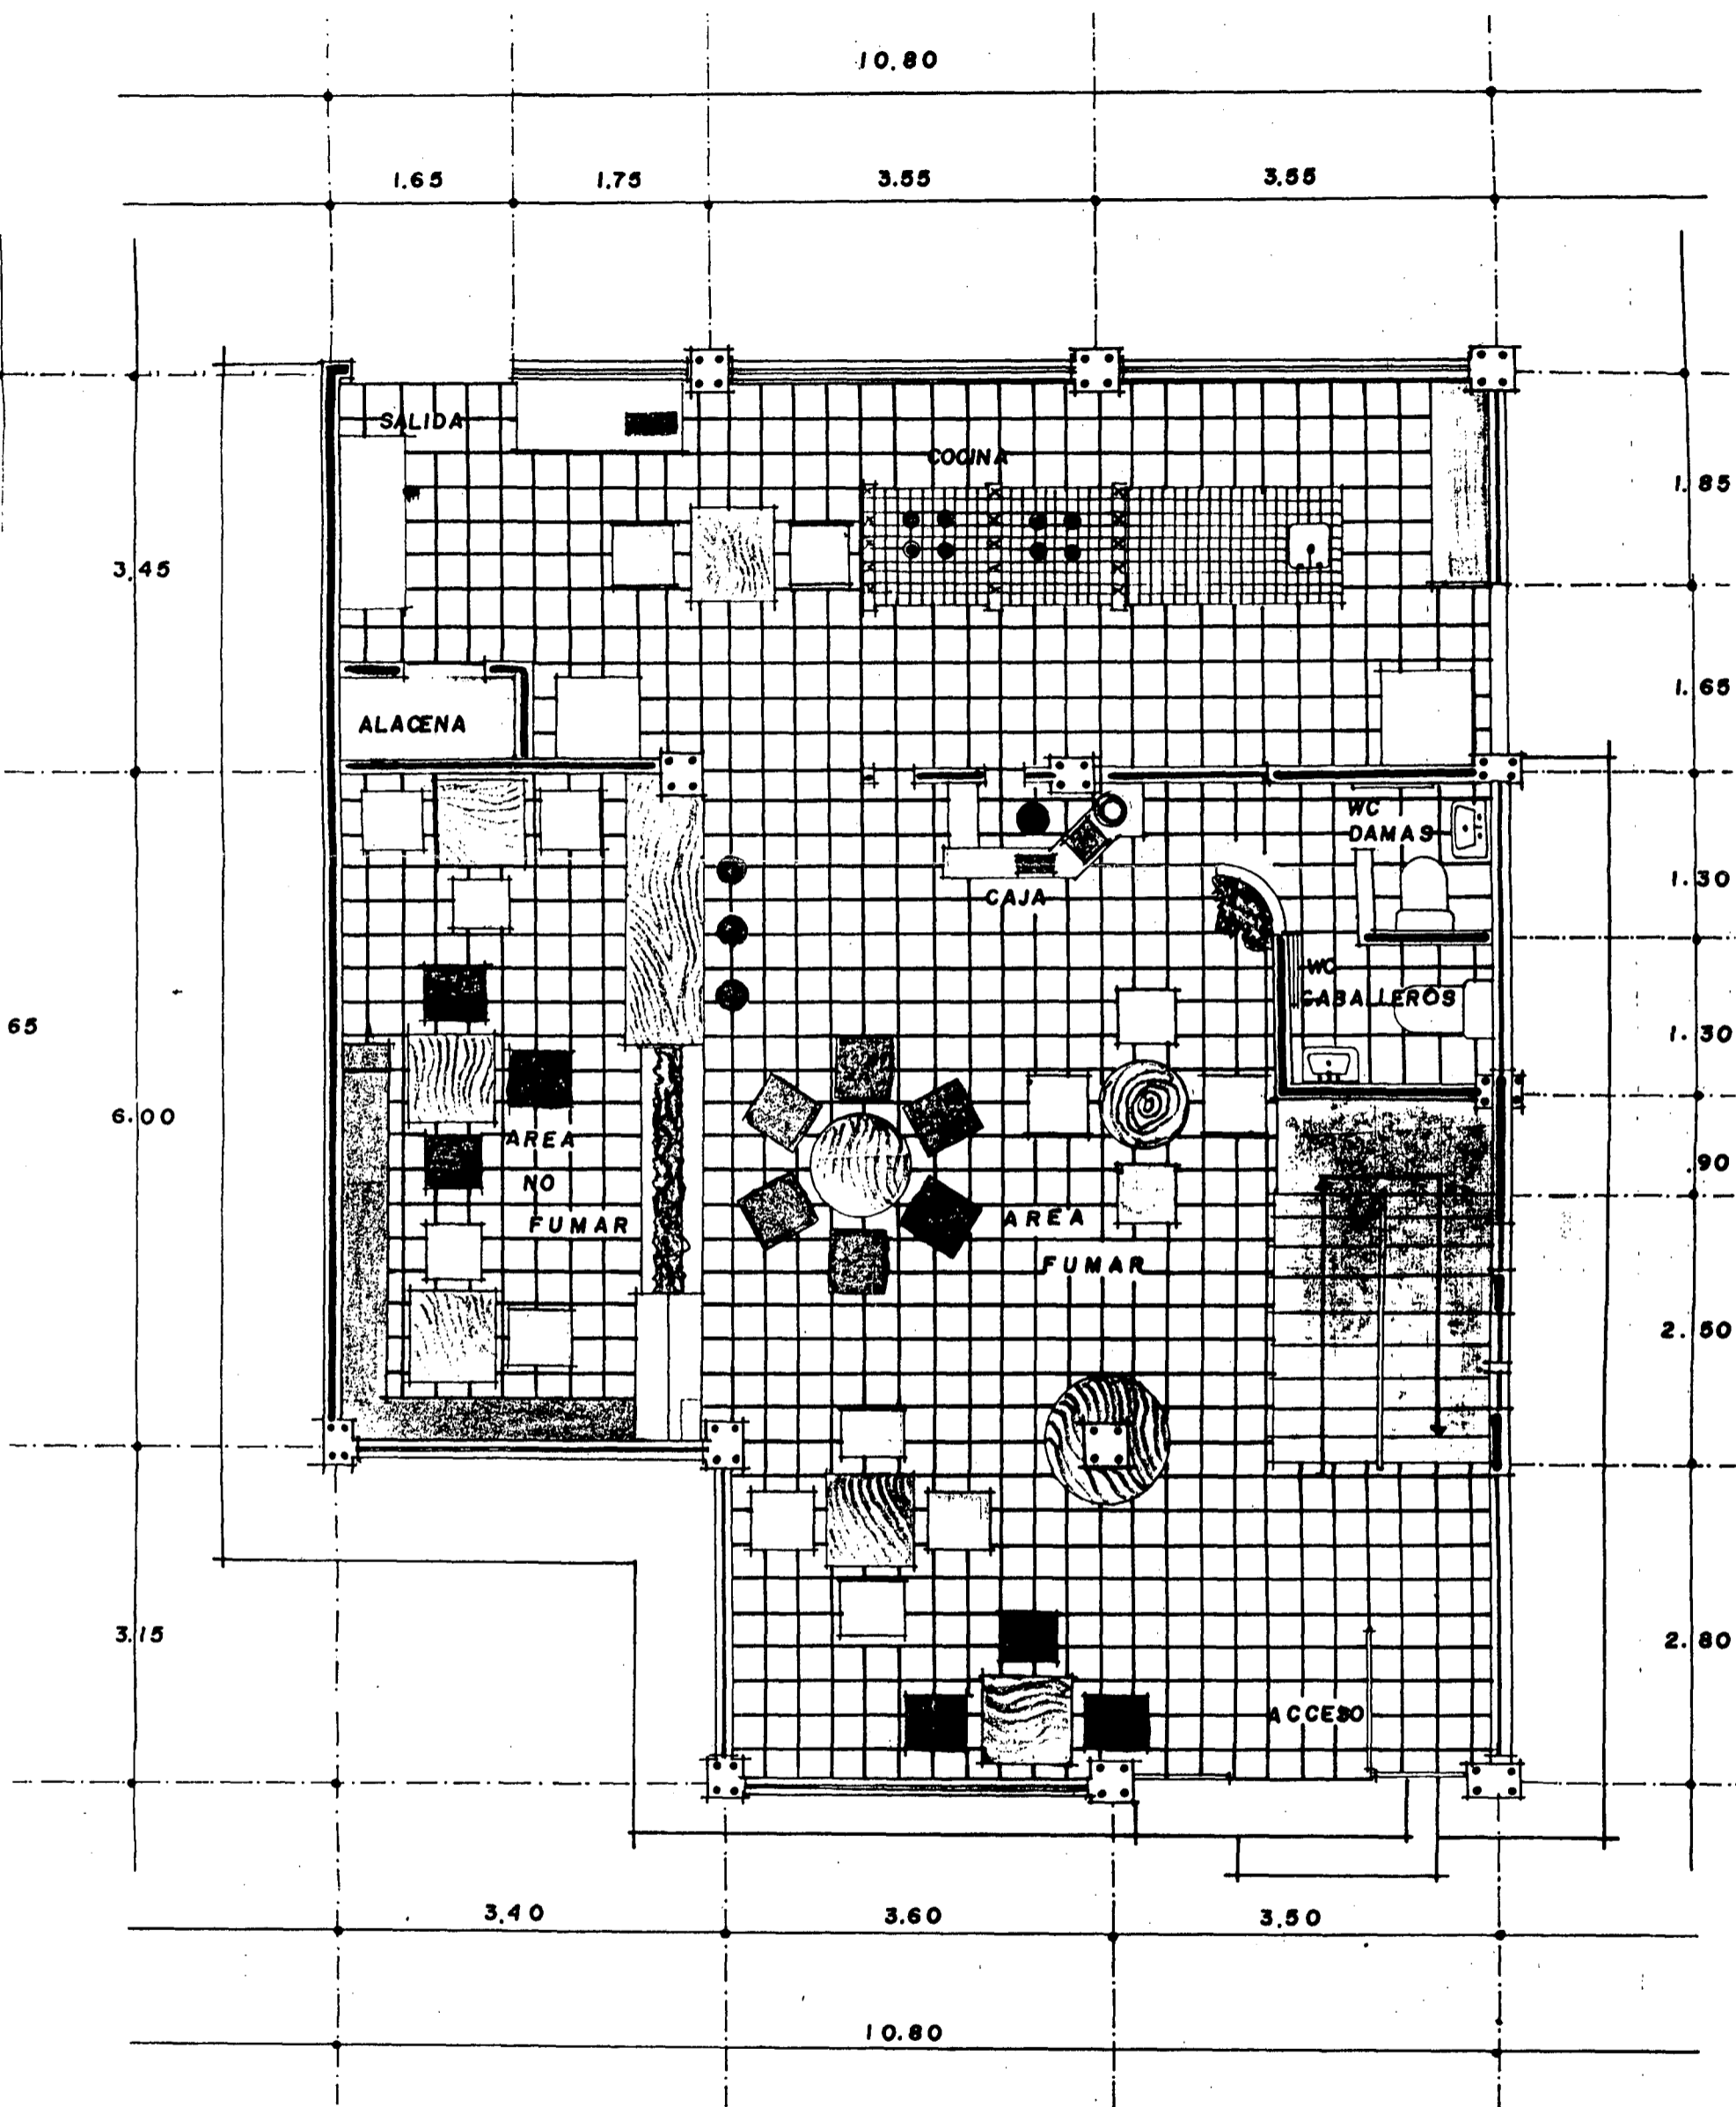 10.80
1.65 1.75 3.55 3.55
SALIDA
COCINA
1.85
3.45
1.65
ALACENA
WC
DAMAS
1.30
CAJA
WC
CABALLEROS
65
1.30
6.00
AREA
NO
FUMAR
.90
AREA
FUMAR
2.50
3.15
2.80
ACCESO
3.40 3.60 3.50
10.80